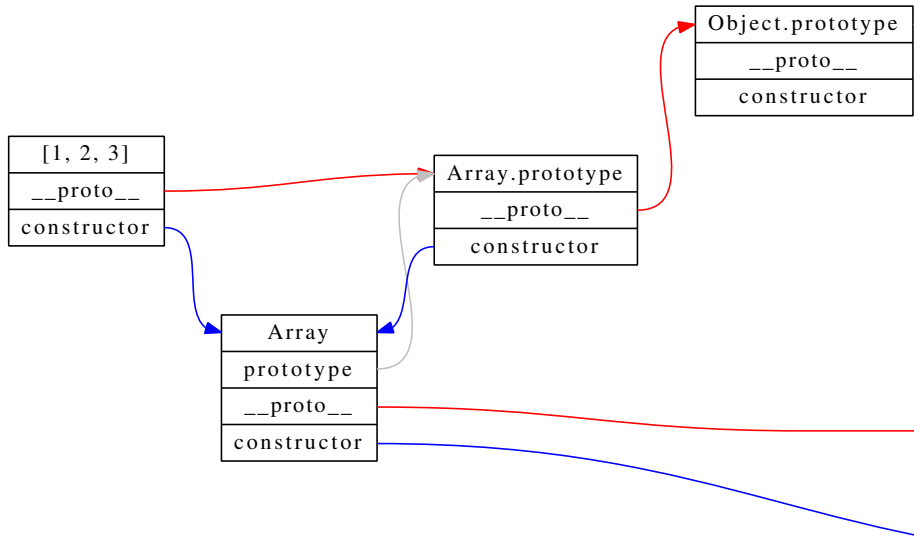 Object.prototype
__proto__
constructor
[1, 2, 3]
__proto__
constructor
Array.prototype
__proto__
constructor
Array
prototype
__proto__
constructor